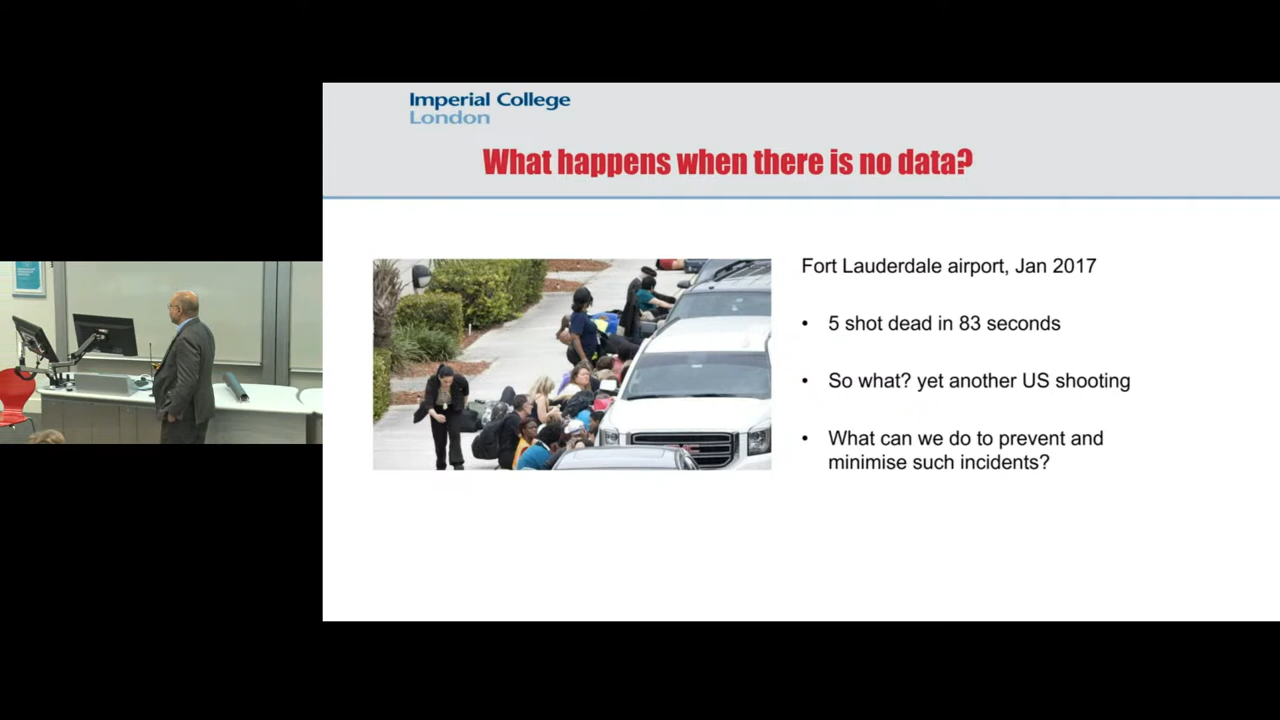 Imperial College
London
What happens when there is no data?
Fort Lauderdale airport, Jan 2017
• 5 shot dead in 83 seconds
• So what? yet another US shooting
• What can we do to prevent and
minimise such incidents?